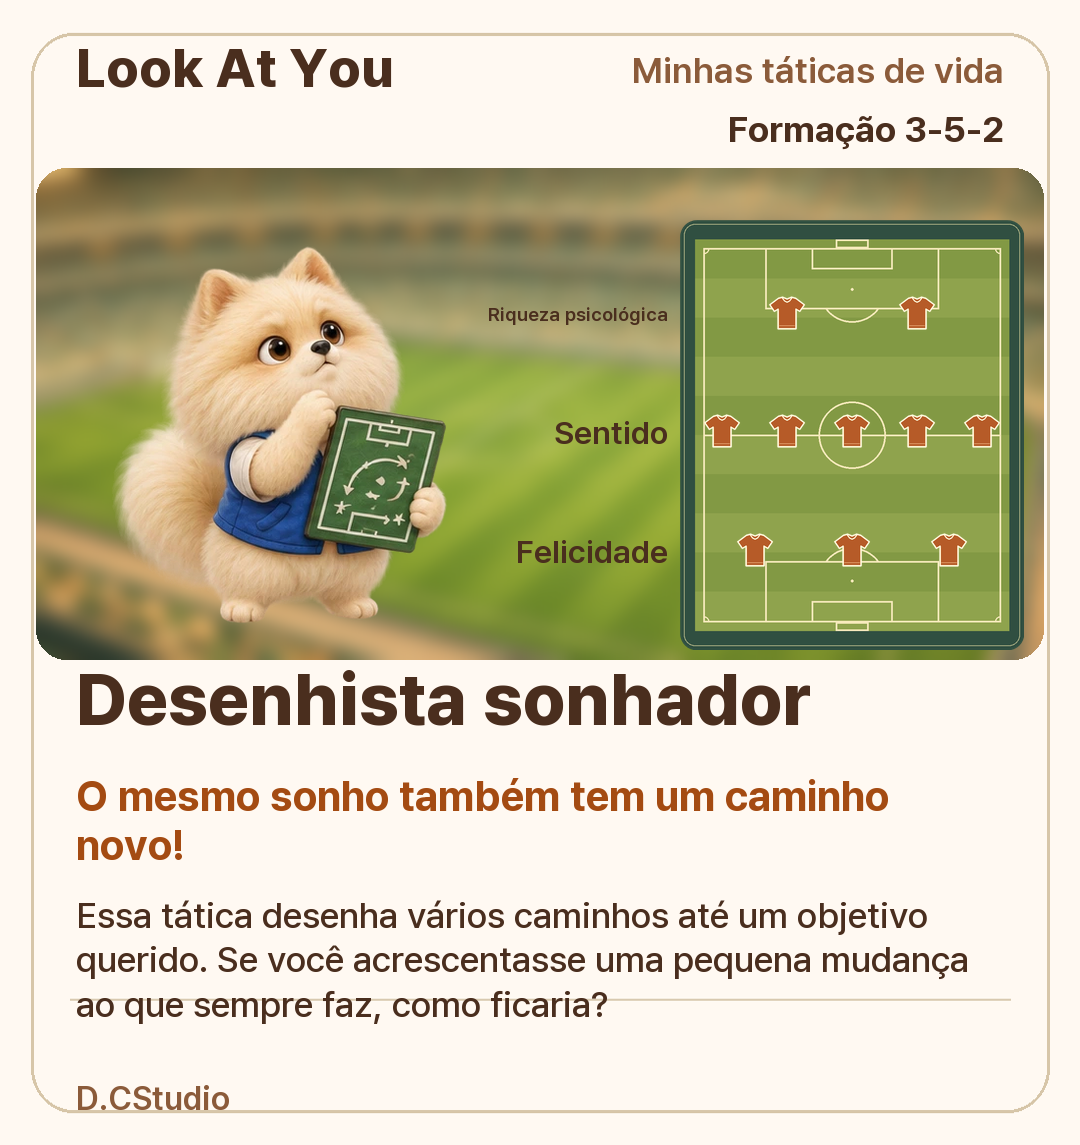 Look At You
Minhas táticas de vida
Formação 3-5-2
Riqueza psicológica
Sentido
Felicidade
Desenhista sonhador
O mesmo sonho também tem um caminho
novo!
Essa tática desenha vários caminhos até um objetivo
querido. Se você acrescentasse uma pequena mudança
ao que sempre faz, como ficaria?
D.CStudio